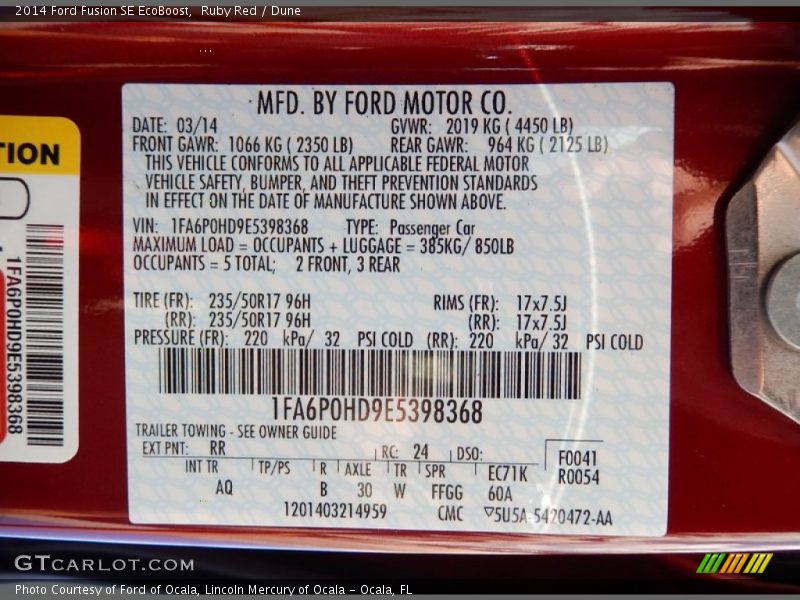 2014 Ford Fusion SE EcoBoost, Ruby Red / Dune
MFD. BY FORD MOTOR CO.
DATE: 03/14 GVWR: 2019 KG ( 4450 LB)
FRONT GAWR: 1066 KG ( 2350 LB) REAR GAWR: 964 KG ( 2125 LB)
THIS VEHICLE CONFORMS TO ALL APPLICABLE FEDERAL MOTOR
VEHICLE SAFETY, BUMPER, AND THEFT PREVENTION STANDARDS
IN EFFECT ON THE DATE OF MANUFACTURE SHOWN ABOVE.
VIN: 1FA6P0HD9E5398368 TYPE: Passenger Car
MAXIMUM LOAD = OCCUPANTS + LUGGAGE = 385KG/ 850LB
OCCUPANTS = 5 TOTAL; 2 FRONT, 3 REAR
TIRE (FR): 235/50R17 96H RIMS (FR): 17x7.5J
(RR): 235/50R17 96H (RR): 17x7.5J
PRESSURE (FR): 220 kPa/ 32 PSI COLD (RR): 220 kPa/ 32 PSI COLD
1FA6P0HD9E5398368
TRAILER TOWING - SEE OWNER GUIDE
EXT PNT: RR RC: 24 DSO: F0041
INT TR TP/PS R AXLE TR SPR EC71K R0054
AQ B 30 W FFGG 60A
1201403214959 CMC ▽5U5A-5420472-AA
TION
1FA6P0HD9E5398368
GTCARLOT.COM
Photo Courtesy of Ford of Ocala, Lincoln Mercury of Ocala - Ocala, FL